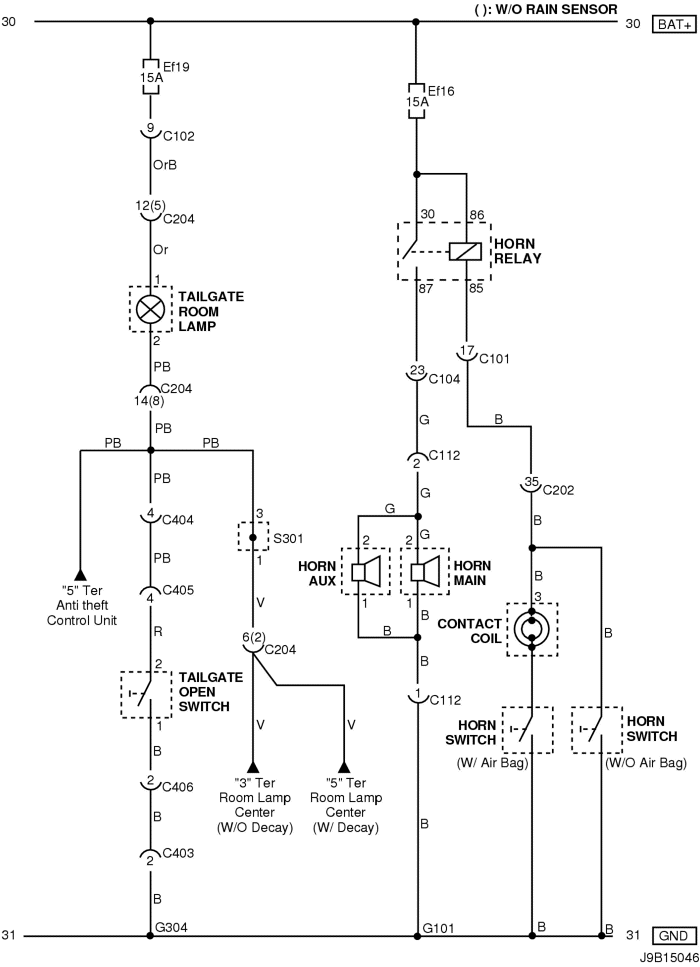 ( ): W/O RAIN SENSOR
30
30 BAT+
Ef19
15A
Ef16
15A
9
C102
OrB
12(5)
C204
Or
30
86
HORN
RELAY
87
85
1
TAILGATE
ROOM
LAMP
2
17
C101
23
C104
PB
C204
14(8)
G
B
PB
PB
PB
C112
2
PB
35
C202
G
4
C404
3
S301
1
G
B
G
PB
2
2
HORN
AUX
HORN
MAIN
1
1
B
3
"5" Ter
Anti theft
Control Unit
C405
4
V
B
B
CONTACT
COIL
R
6(2)
C204
B
B
2
TAILGATE
OPEN
SWITCH
1
1
C112
V
V
HORN
SWITCH
(W/ Air Bag)
HORN
SWITCH
(W/O Air Bag)
B
2
C406
"3" Ter
Room Lamp
Center
(W/O Decay)
"5" Ter
Room Lamp
Center
(W/ Decay)
B
B
C403
2
B
G304
G101
B
B
31
31 GND
J9B15046